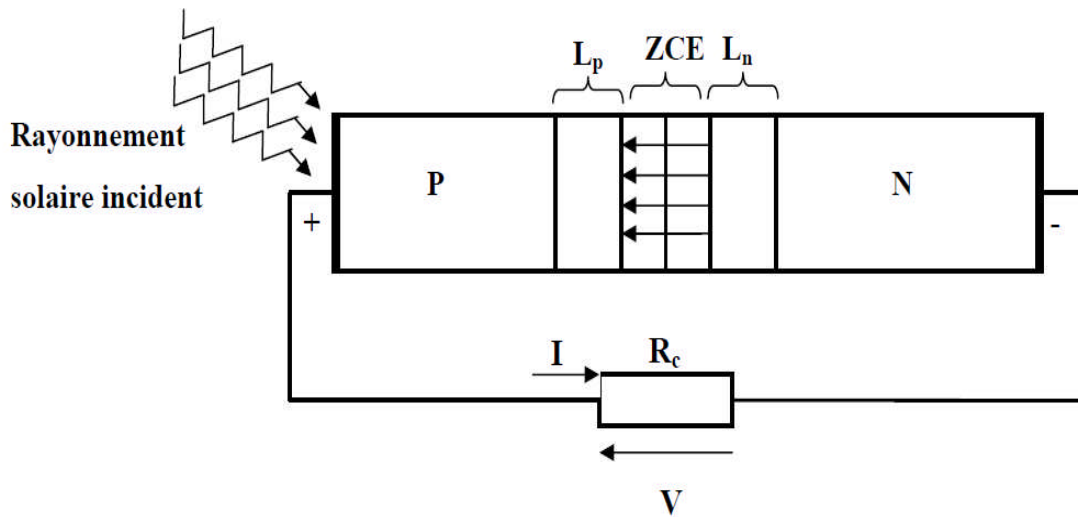 Lp ZCE Ln
Rayonnement
solaire incident
P N
+ -
I Rc
V